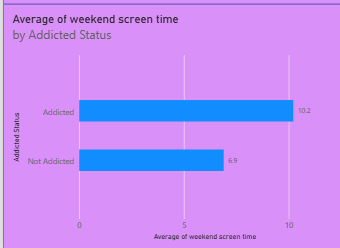 Average of weekend screen time
by Addicted Status
Addicted Status
Addicted
10.2
Not Addicted
6.9
0
5
10
Average of weekend screen time